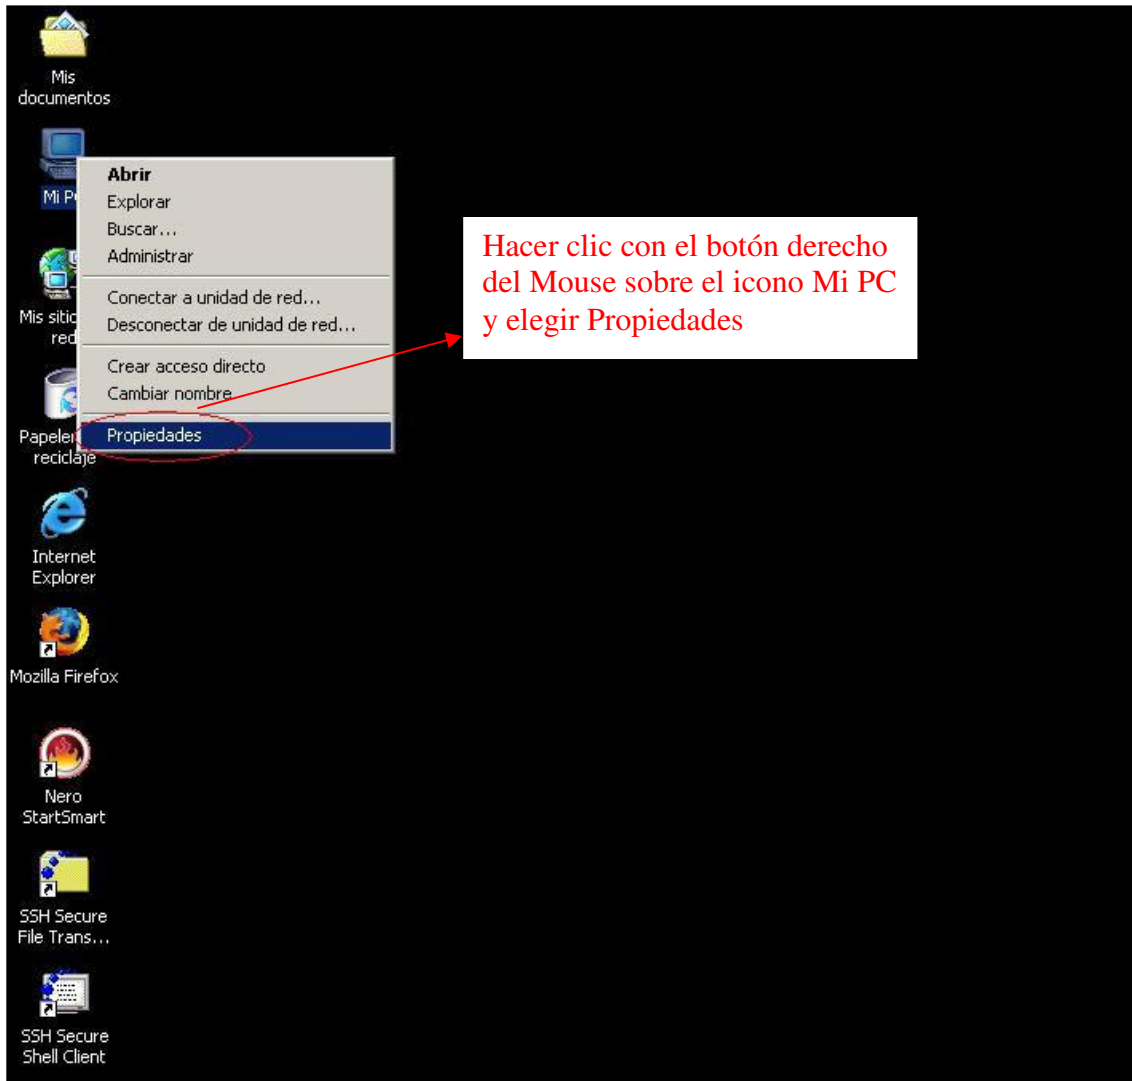 Mis
documentos
Mi P
Abrir
Explorar
Buscar...
Administrar
Conectar a unidad de red...
Desconectar de unidad de red...
Crear acceso directo
Cambiar nombre
Propiedades
Hacer clic con el botón derecho
del Mouse sobre el icono Mi PC
y elegir Propiedades
Mis sitio
red
Papeler
reciclaje
Internet
Explorer
Mozilla Firefox
Nero
StartSmart
SSH Secure
File Trans...
SSH Secure
Shell Client